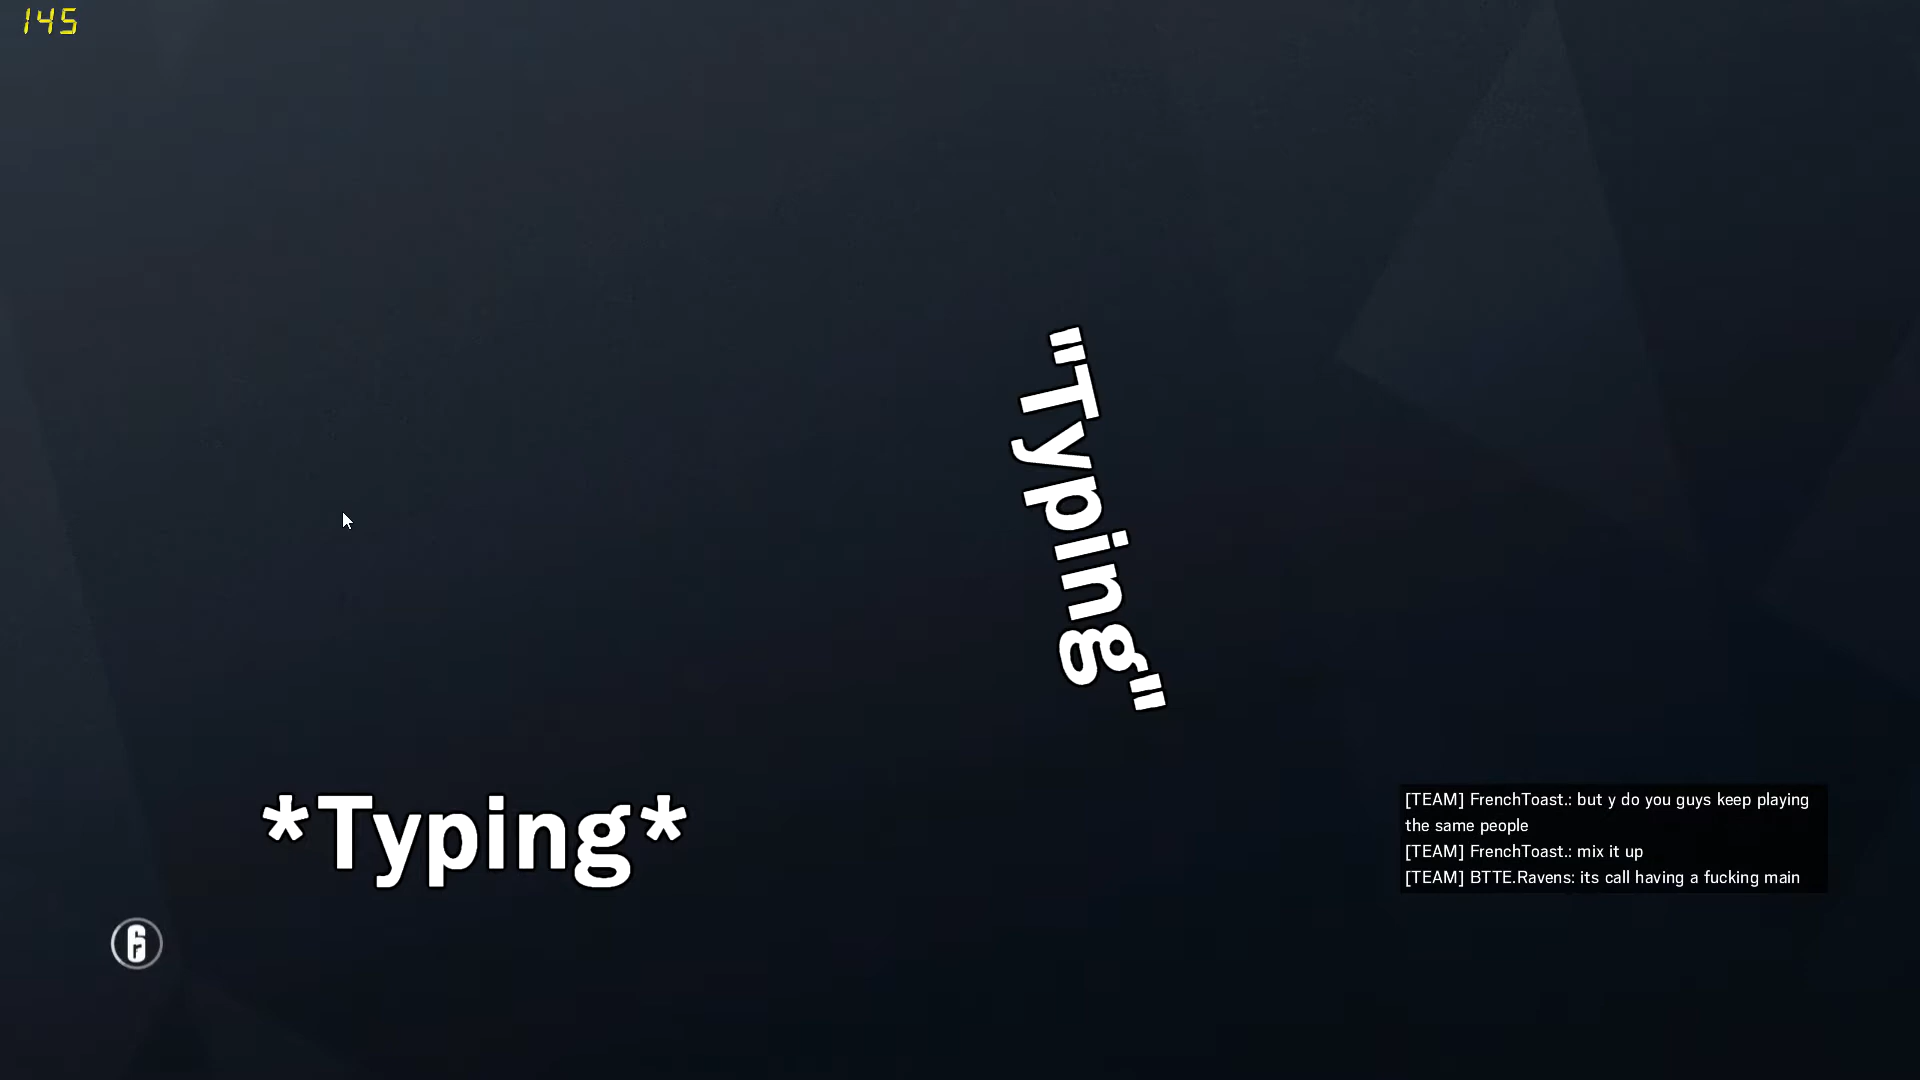 145
"Typing"
*Typing*
[TEAM] FrenchToast.: but y do you guys keep playing
the same people
[TEAM] FrenchToast.: mix it up
[TEAM] BTTE.Ravens: its call having a fucking main
6